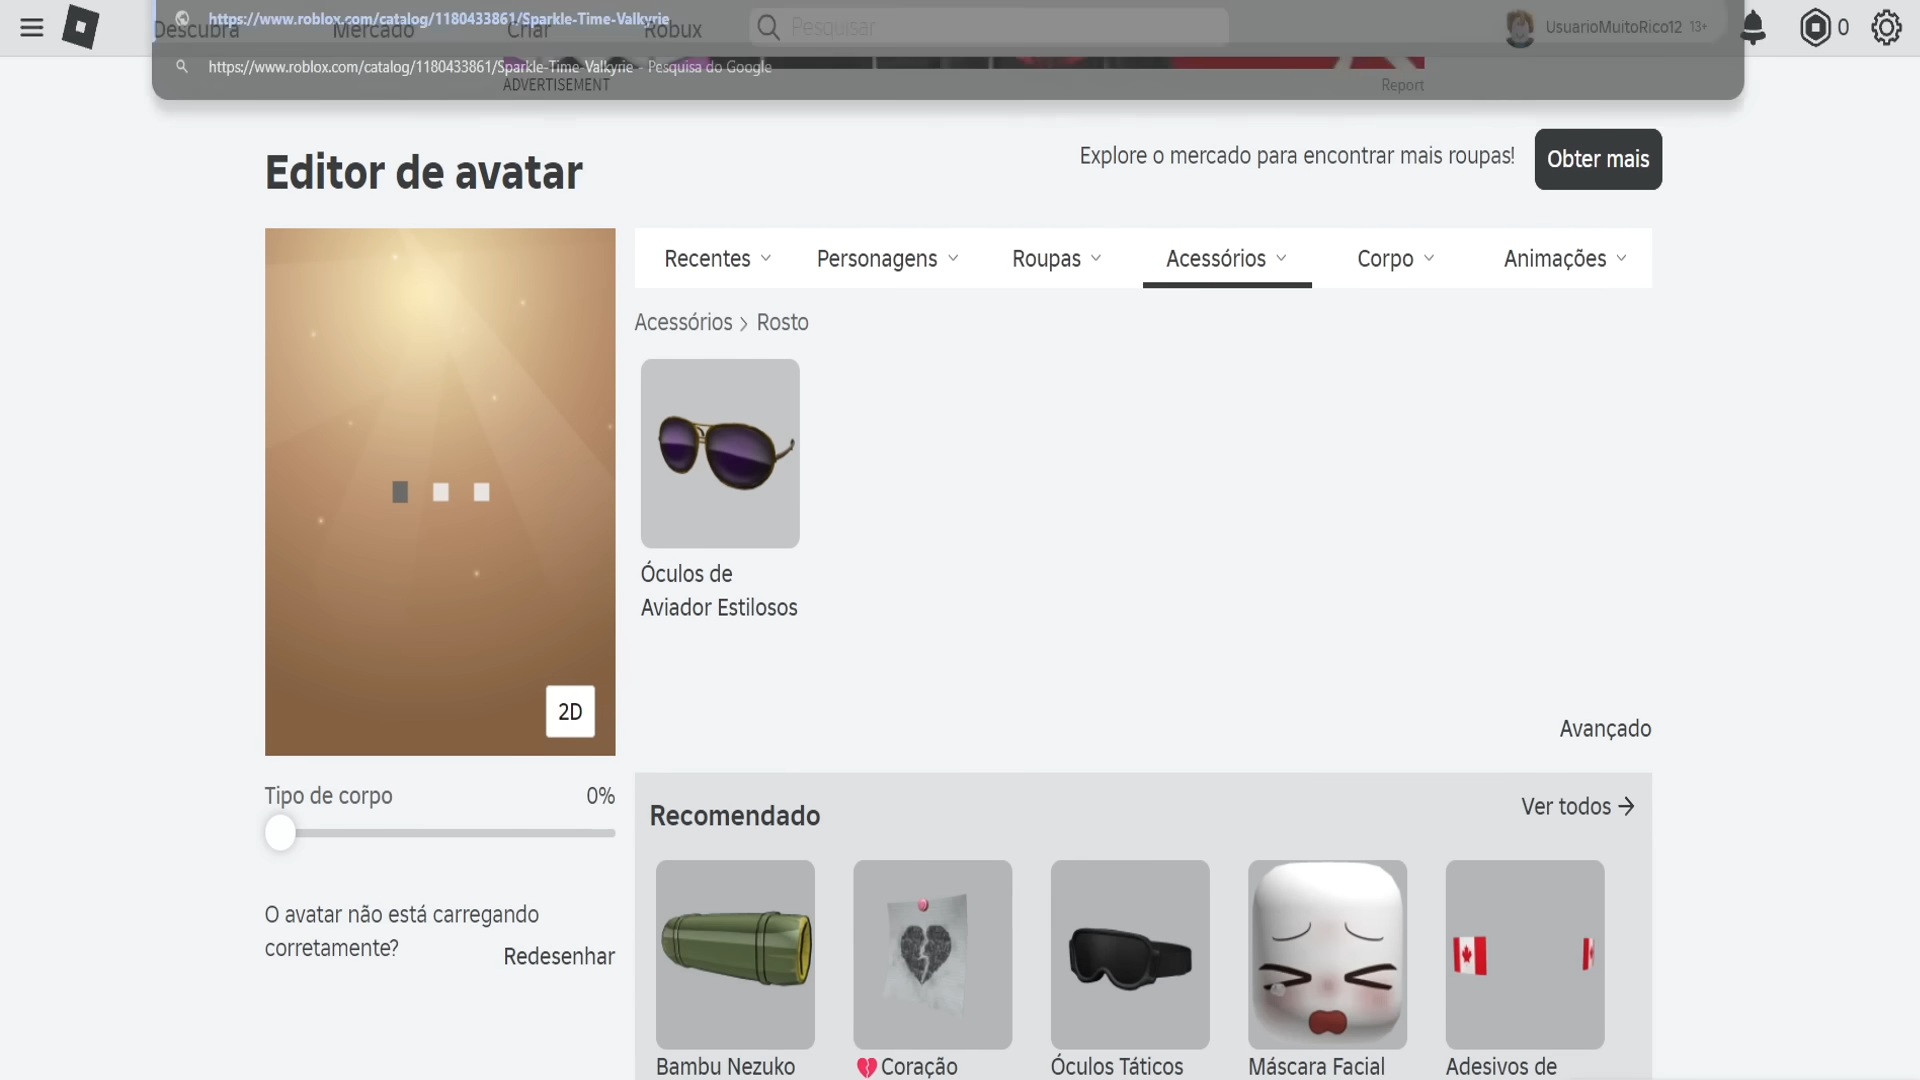 https://www.roblox.com/catalog/1180433861/Sparkle-Time-Valkyrie
Descubra Mercado Criar Robux Pesquisar UsuarioMuitoRico12 13+ 0
https://www.roblox.com/catalog/1180433861/Sparkle-Time-Valkyrie - Pesquisa do Google
ADVERTISEMENT Report
Editor de avatar
Explore o mercado para encontrar mais roupas! Obter mais
Recentes Personagens Roupas Acessórios Corpo Animações
Acessórios > Rosto
Óculos de
Aviador Estilosos
2D
Avançado
Tipo de corpo 0%
O avatar não está carregando
corretamente?
Redesenhar
Recomendado
Ver todos →
Bambu Nezuko 💔Coração Óculos Táticos Máscara Facial Adesivos de